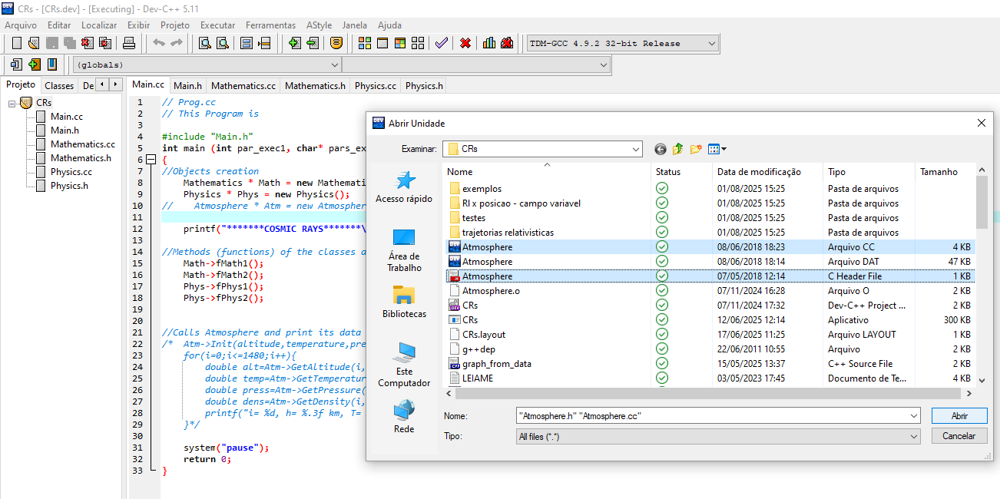 CRs - [CRs.dev] - [Executing] - Dev-C++ 5.11
Arquivo Editar Localizar Exibir Projeto Executar Ferramentas AStyle Janela Ajuda
TDM-GCC 4.9.2 32-bit Release
(globals)
Projeto Classes De
Main.cc Main.h Mathematics.cc Mathematics.h Physics.cc Physics.h
CRs
Main.cc
Main.h
Mathematics.cc
Mathematics.h
Physics.cc
Physics.h
1 // Prog.cc
2 // This Program is
3
4 #include "Main.h"
5 int main (int par_exec1, char* pars_ex
6 {
7 //Objects creation
8 Mathematics * Math = new Mathemati
9 Physics * Phys = new Physics();
10 // Atmosphere * Atm = new Atmospher
11
12 printf("*******COSMIC RAYS*******\
13
14 //Methods (functions) of the classes a
15 Math->fMath1();
16 Math->fMath2();
17 Phys->fPhys1();
18 Phys->fPhys2();
19
20
21 //Calls Atmosphere and print its data
22 /* Atm->Init(altitude,temperature,pre
23 for(i=0;i<=1480;i++){
24 double alt=Atm->GetAltitude(i,
25 double temp=Atm->GetTemperatur
26 double press=Atm->GetPressure(
27 double dens=Atm->GetDensity(i,
28 printf("i= %d, h= %.3f km, T=
29 }*/
30
31 system("pause");
32 return 0;
33 }
Abrir Unidade
Examinar: CRs
Acesso rápido
Área de
Trabalho
Bibliotecas
Este
Computador
Rede
Nome Status Data de modificação Tipo Tamanho
exemplos 01/08/2025 15:25 Pasta de arquivos
RI x posicao - campo variavel 01/08/2025 15:25 Pasta de arquivos
testes 01/08/2025 15:25 Pasta de arquivos
trajetorias relativisticas 01/08/2025 15:25 Pasta de arquivos
Atmosphere 08/06/2018 18:23 Arquivo CC 4 KB
Atmosphere 08/06/2018 18:14 Arquivo DAT 47 KB
Atmosphere 07/05/2018 12:14 C Header File 1 KB
Atmosphere.o 07/11/2024 16:28 Arquivo O 2 KB
CRs 07/11/2024 17:32 Dev-C++ Project ... 2 KB
CRs 12/06/2025 12:14 Aplicativo 300 KB
CRs.layout 17/06/2025 11:25 Arquivo LAYOUT 1 KB
g++dep 22/06/2011 10:55 Arquivo 2 KB
graph_from_data 15/05/2025 13:37 C++ Source File 2 KB
LEIAME 03/05/2023 17:45 Documento de Te... 4 KB
Nome: "Atmosphere.h" "Atmosphere.cc" Abrir
Tipo: All files (*.*) Cancelar